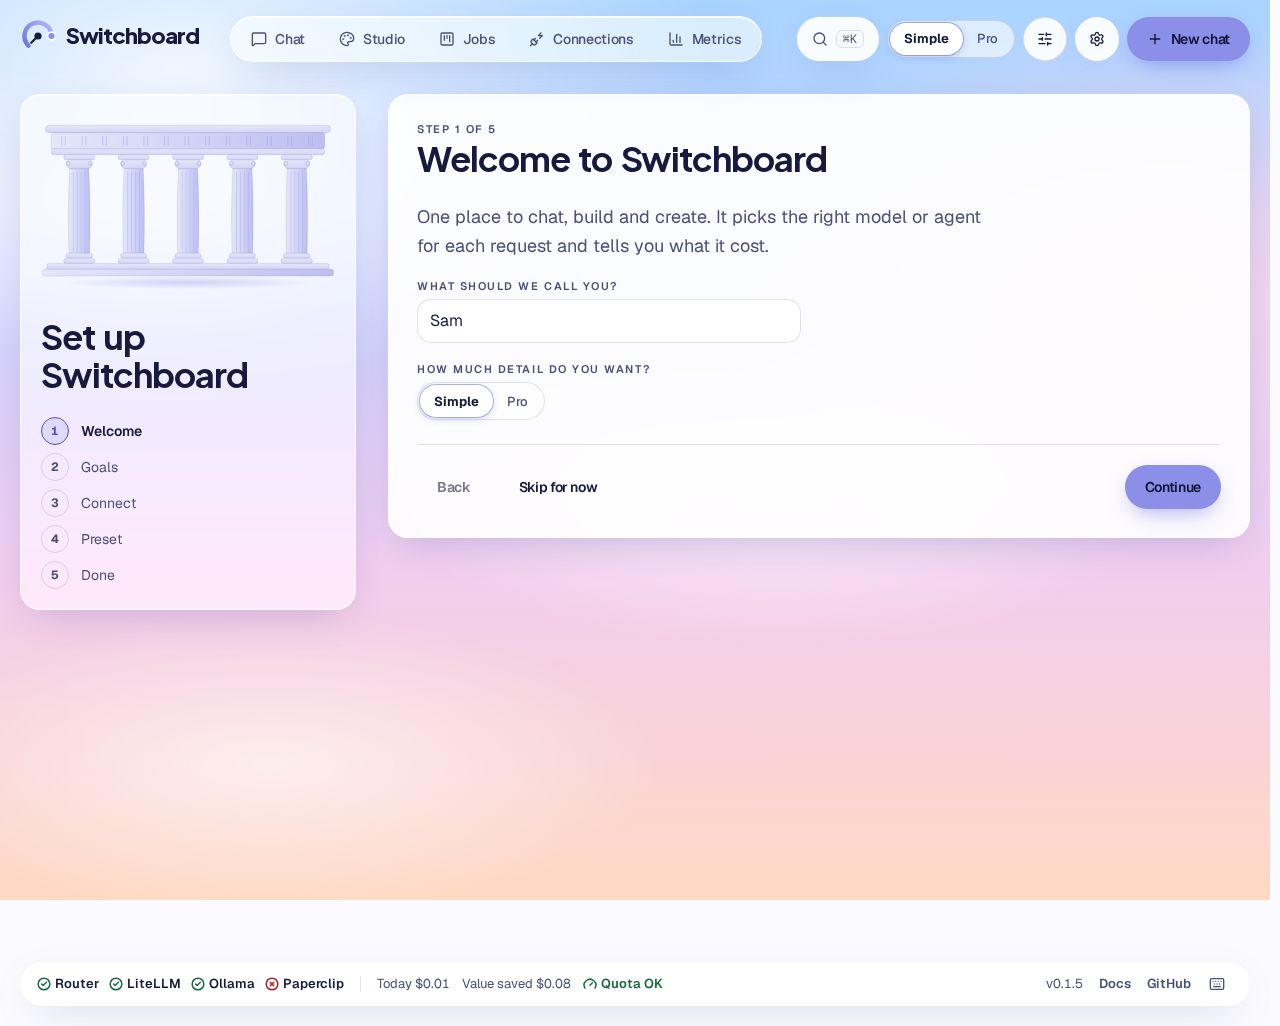 Switchboard
Chat
Studio
Jobs
Connections
Metrics
⌘K
Simple
Pro
New chat
Set up
Switchboard
1 Welcome
2 Goals
3 Connect
4 Preset
5 Done
STEP 1 OF 5
Welcome to Switchboard
One place to chat, build and create. It picks the right model or agent
for each request and tells you what it cost.
WHAT SHOULD WE CALL YOU?
Sam
HOW MUCH DETAIL DO YOU WANT?
Simple
Pro
Back
Skip for now
Continue
Router
LiteLLM
Ollama
Paperclip
Today $0.01
Value saved $0.08
Quota OK
v0.1.5
Docs
GitHub